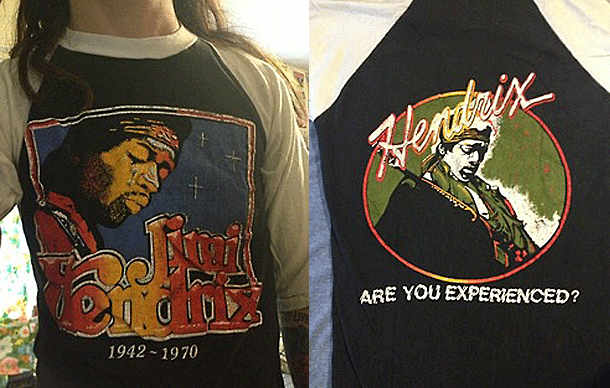 Jimi
Hendrix
1942 ~ 1970
Hendrix
ARE YOU EXPERIENCED?